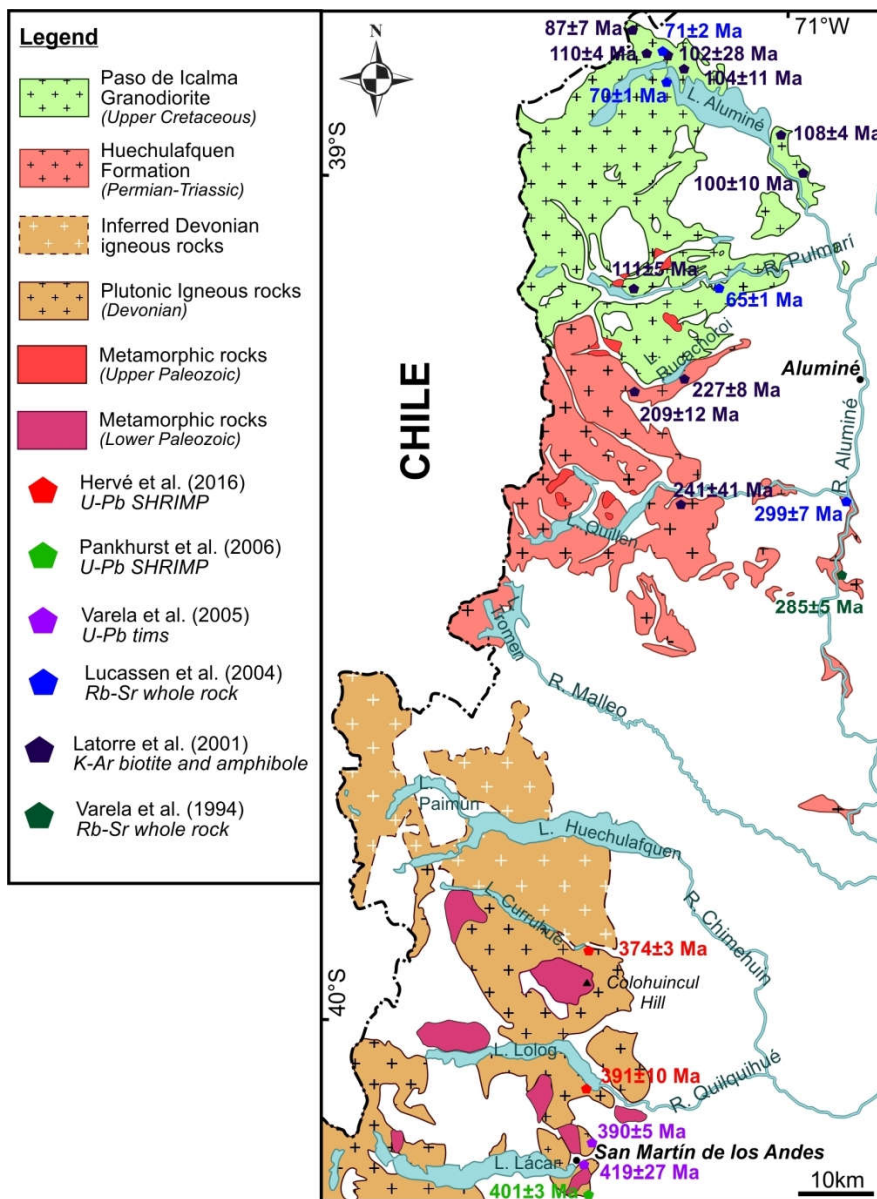 Legend
Paso de Icalma
Granodiorite
(Upper Cretaceous)
Huechulafquen
Formation
(Permian-Triassic)
Inferred Devonian
igneous rocks
Plutonic Igneous rocks
(Devonian)
Metamorphic rocks
(Upper Paleozoic)
Metamorphic rocks
(Lower Paleozoic)
Hervé et al. (2016)
U-Pb SHRIMP
Pankhurst et al. (2006)
U-Pb SHRIMP
Varela et al. (2005)
U-Pb tims
Lucassen et al. (2004)
Rb-Sr whole rock
Latorre et al. (2001)
K-Ar biotite and amphibole
Varela et al. (1994)
Rb-Sr whole rock
N
71°W
87±7 Ma
71±2 Ma
110±4 Ma
102±28 Ma
104±11 Ma
70±1 Ma
L. Aluminé
108±4 Ma
39°S
100±10 Ma
111±5 Ma
R. Pulmarí
65±1 Ma
L. Rucachoroi
CHILE
Aluminé
227±8 Ma
209±12 Ma
R. Aluminé
241±41 Ma
299±7 Ma
L. Quillen
285±5 Ma
L. Tromen
R. Malleo
L. Paimún
L. Huechulafquen
R. Chimehuin
L. Curruhué
374±3 Ma
Colohuincul
Hill
40°S
L. Lolog
391±10 Ma
R. Quilquihué
390±5 Ma
San Martín de los Andes
L. Lácar
419±27 Ma
401±3 Ma
10km